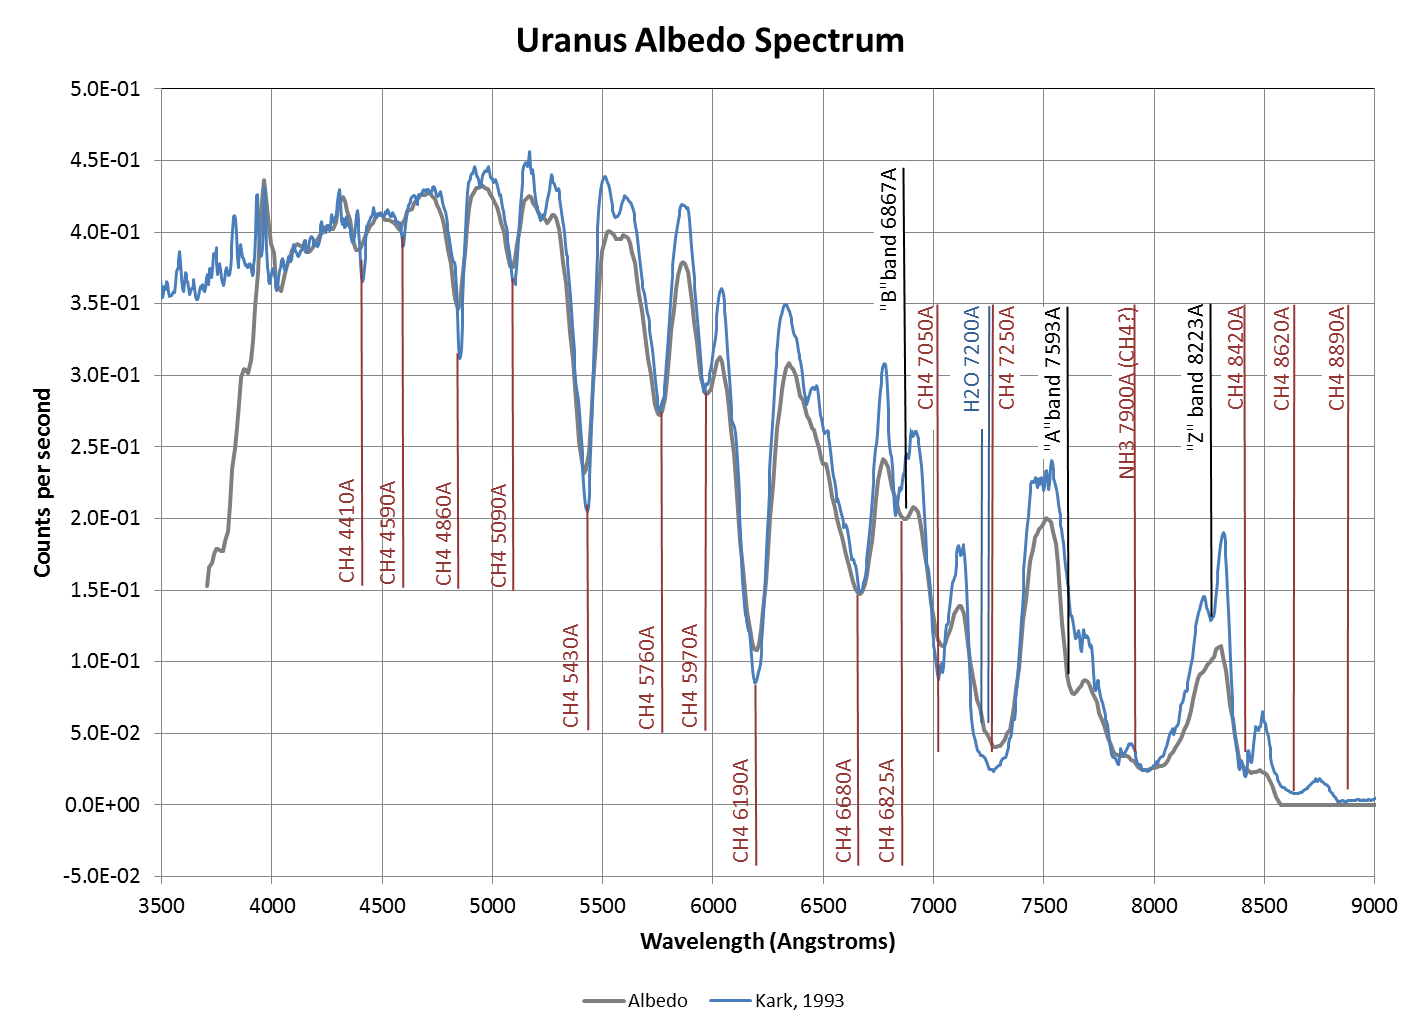 Uranus Albedo Spectrum
Counts per second
5.0E-01
4.5E-01
4.0E-01
3.5E-01
3.0E-01
2.5E-01
2.0E-01
1.5E-01
1.0E-01
5.0E-02
0.0E+00
-5.0E-02
CH4 4410A
CH4 4590A
CH4 4860A
CH4 5090A
CH4 5430A
CH4 5760A
CH4 5970A
CH4 6190A
CH4 6680A
CH4 6825A
"B"band 6867A
CH4 7050A
H2O 7200A
CH4 7250A
"A"band 7593A
NH3 7900A (CH4?)
"Z" band 8223A
CH4 8420A
CH4 8620A
CH4 8890A
3500 4000 4500 5000 5500 6000 6500 7000 7500 8000 8500 9000
Wavelength (Angstroms)
Albedo Kark, 1993